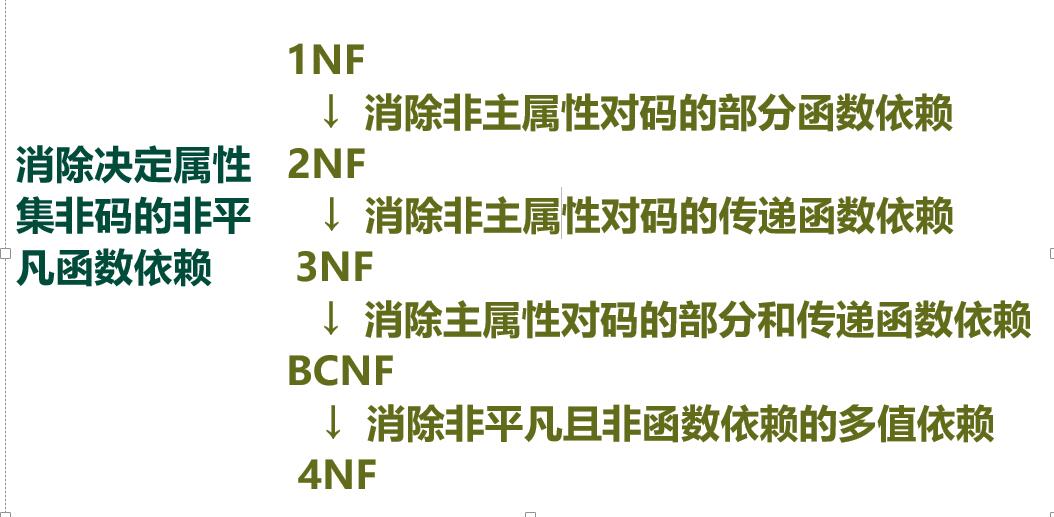 消除决定属性
集非码的非平
凡函数依赖
1NF
↓ 消除非主属性对码的部分函数依赖
2NF
↓ 消除非主属性对码的传递函数依赖
3NF
↓ 消除主属性对码的部分和传递函数依赖
BCNF
↓ 消除非平凡且非函数依赖的多值依赖
4NF